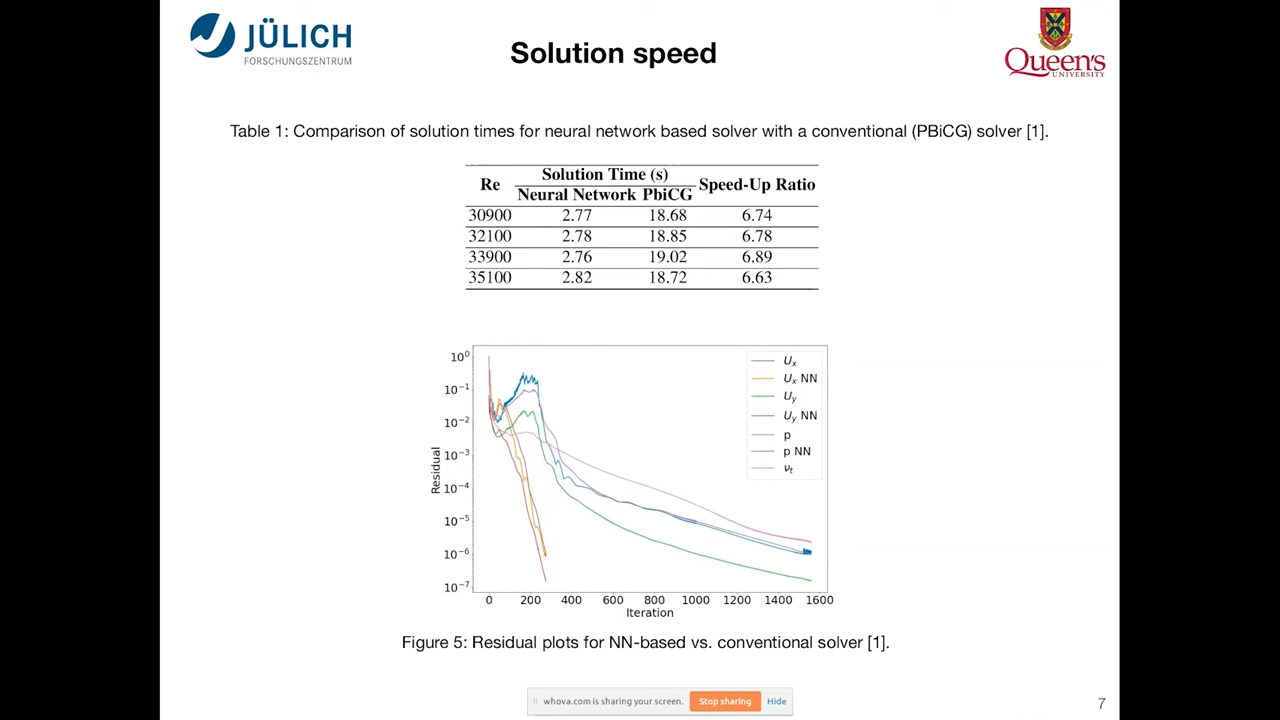 JÜLICH
FORSCHUNGSZENTRUM
Solution speed
Queen's
UNIVERSITY
Table 1: Comparison of solution times for neural network based solver with a conventional (PBiCG) solver [1].
Re Solution Time (s) Speed-Up Ratio
Neural Network PbiCG
30900 2.77 18.68 6.74
32100 2.78 18.85 6.78
33900 2.76 19.02 6.89
35100 2.82 18.72 6.63
Residual
10⁰
10⁻¹
10⁻²
10⁻³
10⁻⁴
10⁻⁵
10⁻⁶
10⁻⁷
Uₓ
Uₓ NN
U_y
U_y NN
p
p NN
νₜ
0 200 400 600 800 1000 1200 1400 1600
Iteration
Figure 5: Residual plots for NN-based vs. conventional solver [1].
whova.com is sharing your screen. Stop sharing Hide
7